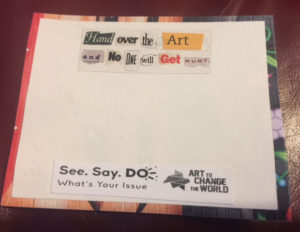 Hand over the Art
and No ONE will Get HURT.
See. Say. DO
What's Your Issue
ART TO
CHANGE
THE WORLD